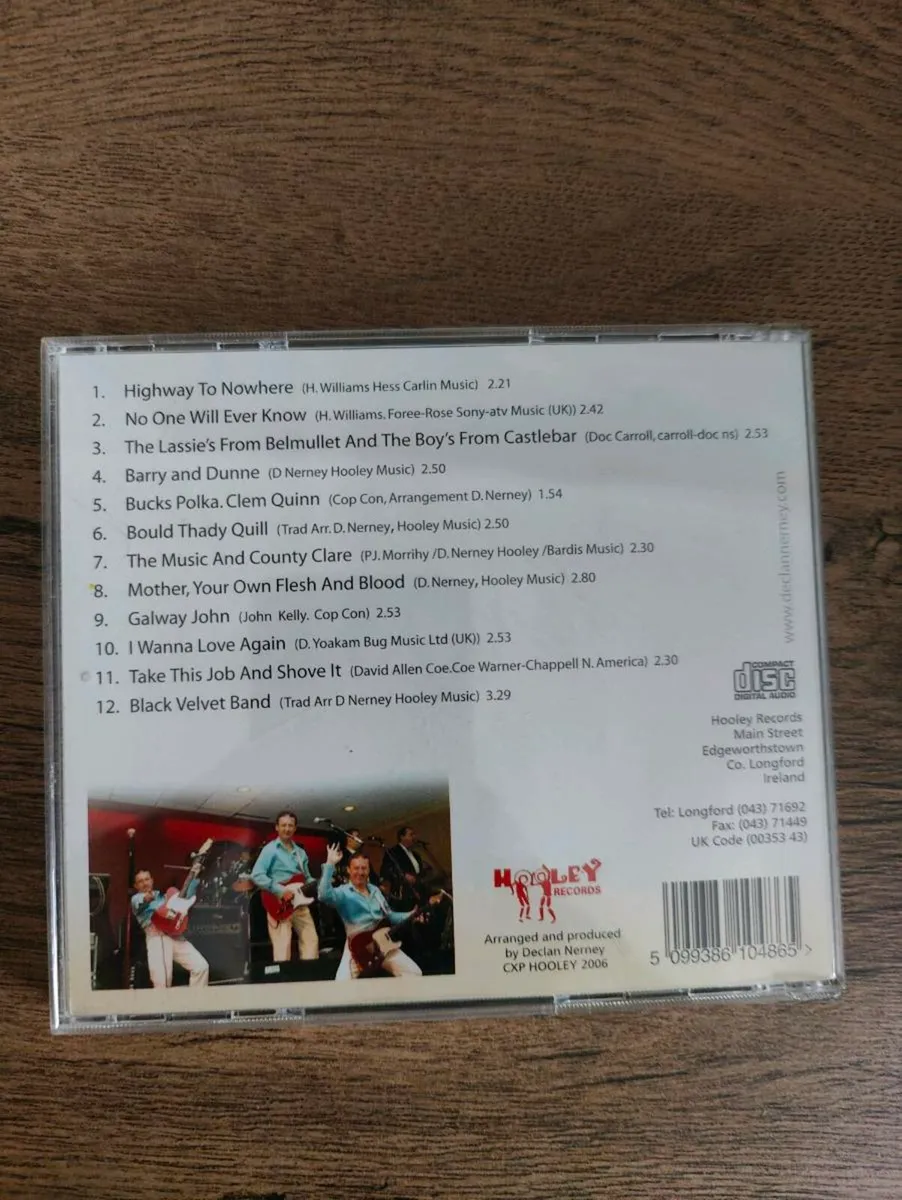 1. Highway To Nowhere (H. Williams Hess Carlin Music) 2.21
2. No One Will Ever Know (H. Williams. Foree-Rose Sony-atv Music (UK)) 2.42
3. The Lassie's From Belmullet And The Boy's From Castlebar (Doc Carroll, carroll-doc ns) 2.53
4. Barry and Dunne (D Nerney Hooley Music) 2.50
5. Bucks Polka. Clem Quinn (Cop Con, Arrangement D. Nerney) 1.54
6. Bould Thady Quill (Trad Arr. D. Nerney, Hooley Music) 2.50
7. The Music And County Clare (PJ. Morrihy /D. Nerney Hooley /Bardis Music) 2.30
8. Mother, Your Own Flesh And Blood (D. Nerney, Hooley Music) 2.80
9. Galway John (John Kelly. Cop Con) 2.53
10. I Wanna Love Again (D. Yoakam Bug Music Ltd (UK)) 2.53
11. Take This Job And Shove It (David Allen Coe. Coe Warner-Chappell N. America) 2.30
12. Black Velvet Band (Trad Arr D Nerney Hooley Music) 3.29
www.declannerney.com
COMPACT
disc
DIGITAL AUDIO
Hooley Records
Main Street
Edgeworthstown
Co. Longford
Ireland
Tel: Longford (043) 71692
Fax: (043) 71449
UK Code (00353 43)
HOOLEY
RECORDS
Arranged and produced
by Declan Nerney
CXP HOOLEY 2006
5 099386 104865 >